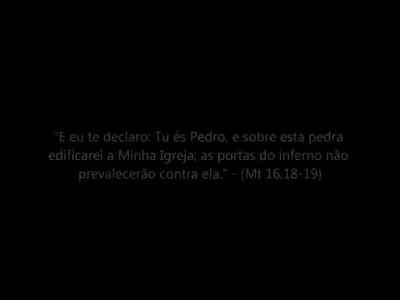 "E eu te declaro: Tu és Pedro, e sobre esta pedra
edificarei a Minha Igreja; as portas do inferno não
prevalecerão contra ela." - (Mt 16,18-19)